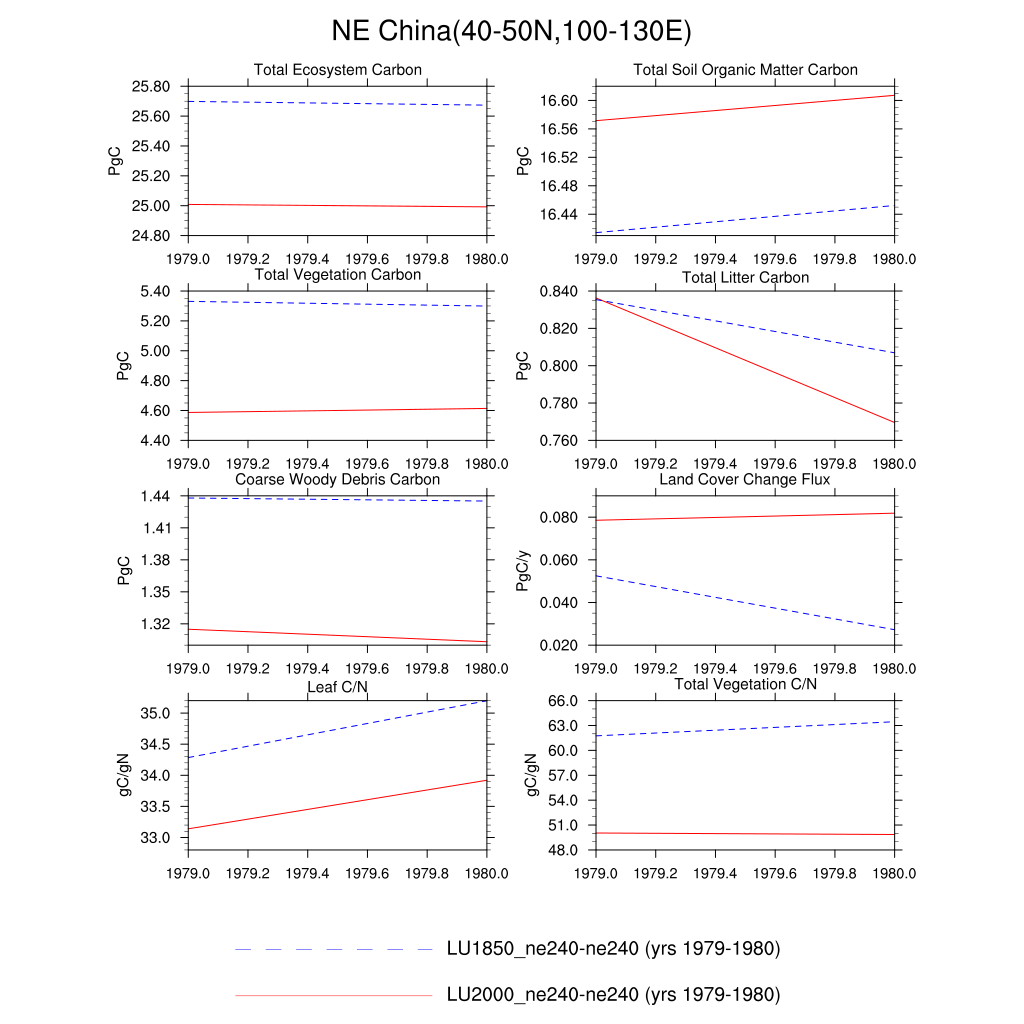 NE China(40-50N,100-130E)
Total Ecosystem Carbon
25.80
25.60
25.40
25.20
25.00
24.80
PgC
1979.0 1979.2 1979.4 1979.6 1979.8 1980.0
Total Soil Organic Matter Carbon
16.60
16.56
16.52
16.48
16.44
PgC
1979.0 1979.2 1979.4 1979.6 1979.8 1980.0
Total Vegetation Carbon
5.40
5.20
5.00
4.80
4.60
4.40
PgC
1979.0 1979.2 1979.4 1979.6 1979.8 1980.0
Total Litter Carbon
0.840
0.820
0.800
0.780
0.760
PgC
1979.0 1979.2 1979.4 1979.6 1979.8 1980.0
Coarse Woody Debris Carbon
1.44
1.41
1.38
1.35
1.32
PgC
1979.0 1979.2 1979.4 1979.6 1979.8 1980.0
Land Cover Change Flux
0.080
0.060
0.040
0.020
PgC/y
1979.0 1979.2 1979.4 1979.6 1979.8 1980.0
Leaf C/N
35.0
34.5
34.0
33.5
33.0
gC/gN
1979.0 1979.2 1979.4 1979.6 1979.8 1980.0
Total Vegetation C/N
66.0
63.0
60.0
57.0
54.0
51.0
48.0
gC/gN
1979.0 1979.2 1979.4 1979.6 1979.8 1980.0
LU1850_ne240-ne240 (yrs 1979-1980)
LU2000_ne240-ne240 (yrs 1979-1980)